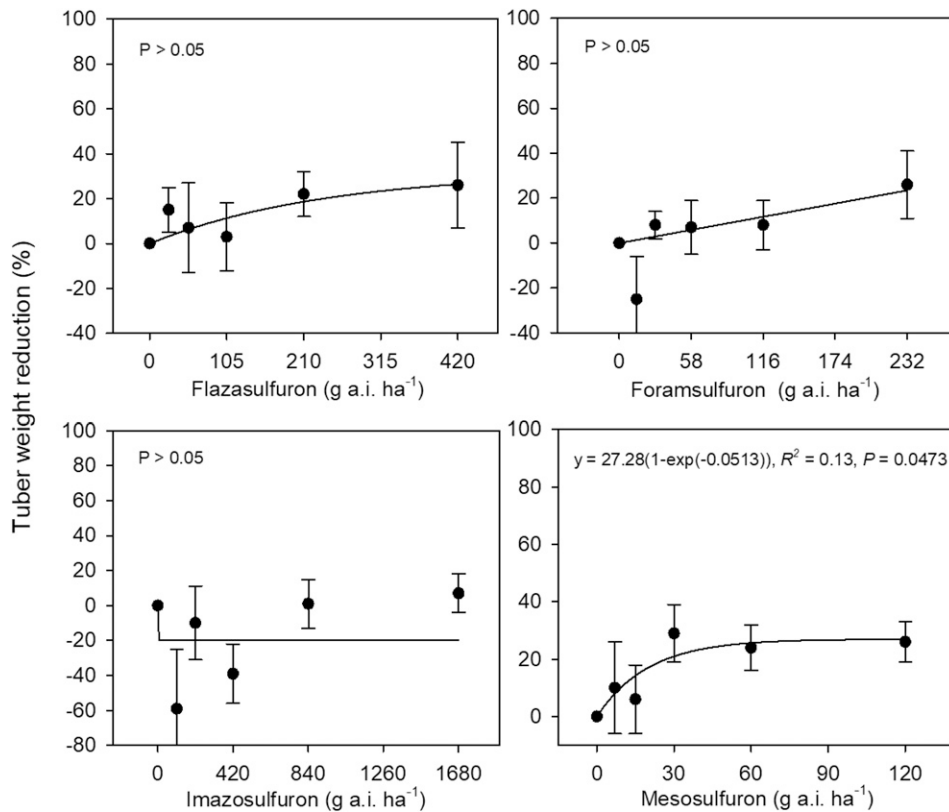 Tuber weight reduction (%)
100
80
60
40
20
0
-20
-40
P > 0.05
0 105 210 315 420
Flazasulfuron (g a.i. ha⁻¹)
100
80
60
40
20
0
-20
-40
P > 0.05
0 58 116 174 232
Foramsulfuron (g a.i. ha⁻¹)
100
80
60
40
20
0
-20
-40
-60
-80
P > 0.05
0 420 840 1260 1680
Imazosulfuron (g a.i. ha⁻¹)
100
80
60
40
20
0
y = 27.28(1-exp(-0.0513)), R² = 0.13, P = 0.0473
0 30 60 90 120
Mesosulfuron (g a.i. ha⁻¹)